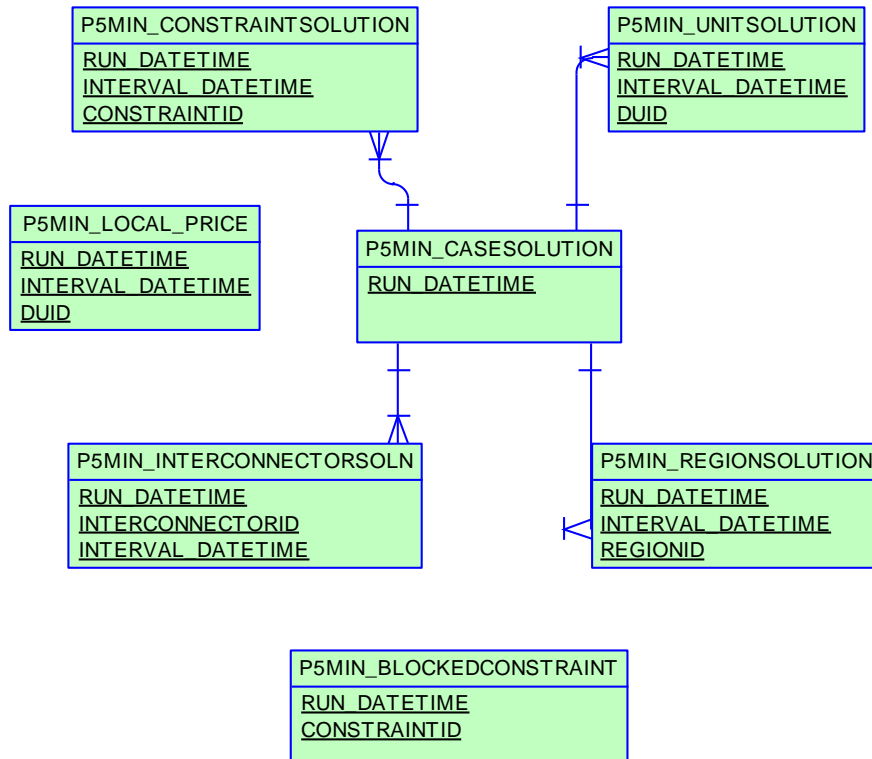 P5MIN_CONSTRAINTSOLUTION
RUN_DATETIME
INTERVAL_DATETIME
CONSTRAINTID
P5MIN_UNITSOLUTION
RUN_DATETIME
INTERVAL_DATETIME
DUID
P5MIN_LOCAL_PRICE
RUN_DATETIME
INTERVAL_DATETIME
DUID
P5MIN_CASESOLUTION
RUN_DATETIME
P5MIN_INTERCONNECTORSOLN
RUN_DATETIME
INTERCONNECTORID
INTERVAL_DATETIME
P5MIN_REGIONSOLUTION
RUN_DATETIME
INTERVAL_DATETIME
REGIONID
P5MIN_BLOCKEDCONSTRAINT
RUN_DATETIME
CONSTRAINTID